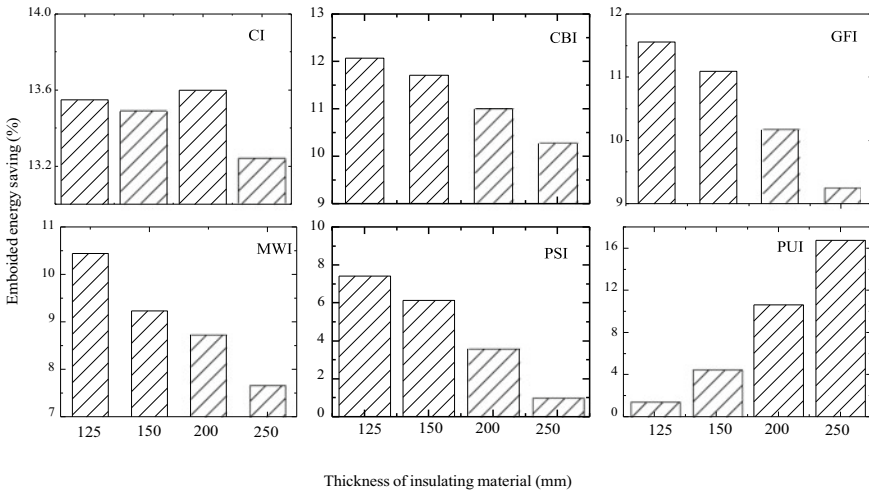 14.0
13.6
13.2
CI
13
12
11
10
9
CBI
12
11
10
9
GFI
Emboided energy saving (%)
11
10
9
8
7
MWI
125 150 200 250
10
8
6
4
2
0
PSI
125 150 200 250
16
12
8
4
0
PUI
125 150 200 250
Thickness of insulating material (mm)